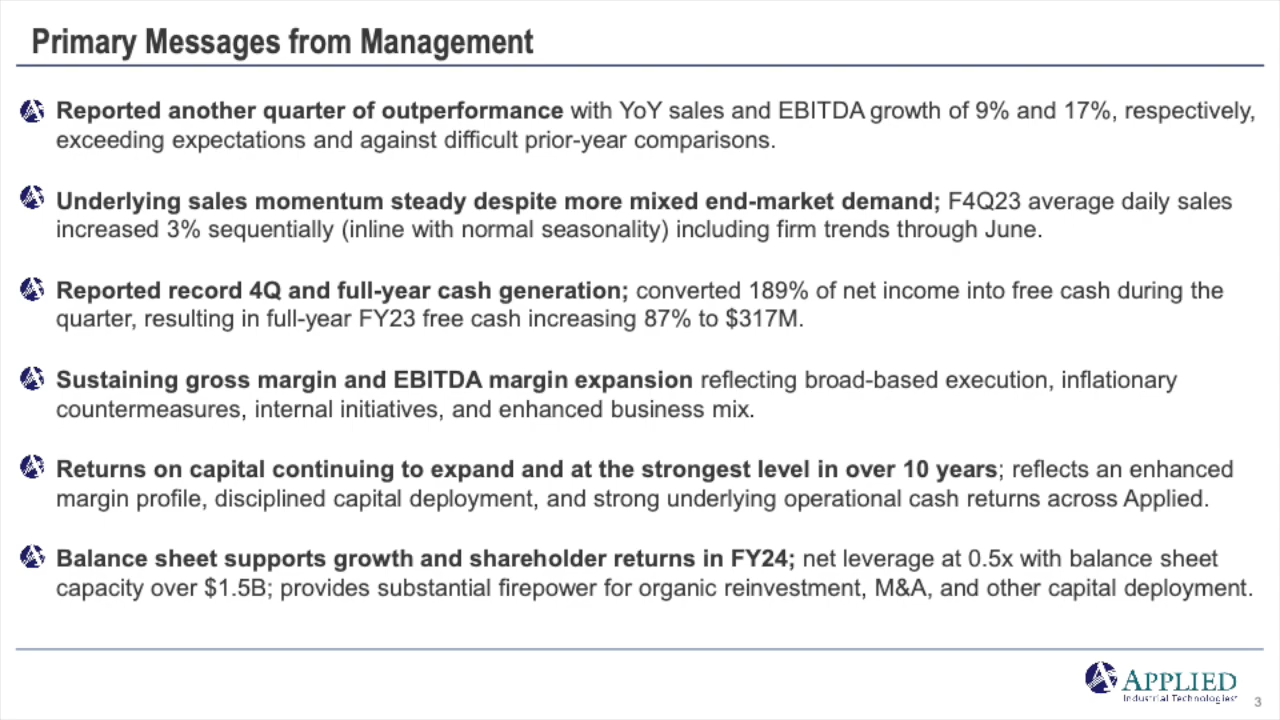 Primary Messages from Management
Reported another quarter of outperformance with YoY sales and EBITDA growth of 9% and 17%, respectively,
exceeding expectations and against difficult prior-year comparisons.
Underlying sales momentum steady despite more mixed end-market demand; F4Q23 average daily sales
increased 3% sequentially (inline with normal seasonality) including firm trends through June.
Reported record 4Q and full-year cash generation; converted 189% of net income into free cash during the
quarter, resulting in full-year FY23 free cash increasing 87% to $317M.
Sustaining gross margin and EBITDA margin expansion reflecting broad-based execution, inflationary
countermeasures, internal initiatives, and enhanced business mix.
Returns on capital continuing to expand and at the strongest level in over 10 years; reflects an enhanced
margin profile, disciplined capital deployment, and strong underlying operational cash returns across Applied.
Balance sheet supports growth and shareholder returns in FY24; net leverage at 0.5x with balance sheet
capacity over $1.5B; provides substantial firepower for organic reinvestment, M&A, and other capital deployment.
APPLIED
Industrial Technologies
3